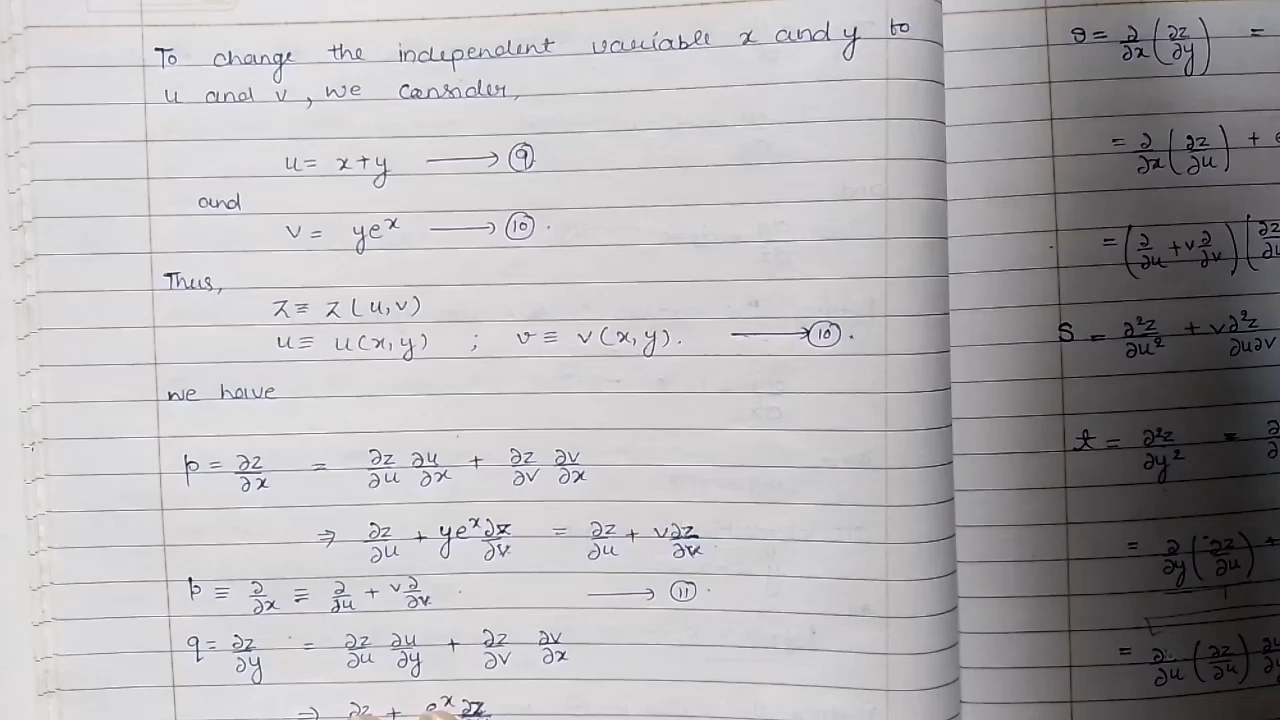 To change the independent variable x and y to
u and v, we consider,
u = x+y ⟶ ⑨
and
v = ye^x ⟶ ⑩.
Thus,
z ≡ z(u,v)
u ≡ u(x,y) ; v ≡ v(x,y). ⟶ ⑩.
we have
p = ∂z/∂x = ∂z/∂u ∂u/∂x + ∂z/∂v ∂v/∂x
⇒ ∂z/∂u + ye^x ∂z/∂v = ∂z/∂u + v∂z/∂v
p ≡ ∂/∂x ≡ ∂/∂u + v∂/∂v ⟶ ⑪.
q = ∂z/∂y = ∂z/∂u ∂u/∂y + ∂z/∂v ∂v/∂x
⇒ ∂z + e^x ∂z
= ∂/∂x (∂z/∂y) =
= ∂/∂x (∂z/∂u) +
= (∂/∂u + v∂/∂v) (∂z/∂u
S = ∂²z/∂u² + v∂²z/∂u∂v
t = ∂²z/∂y² =
= ∂/∂y (∂z/∂u) +
= ∂/∂u (∂z/∂u)